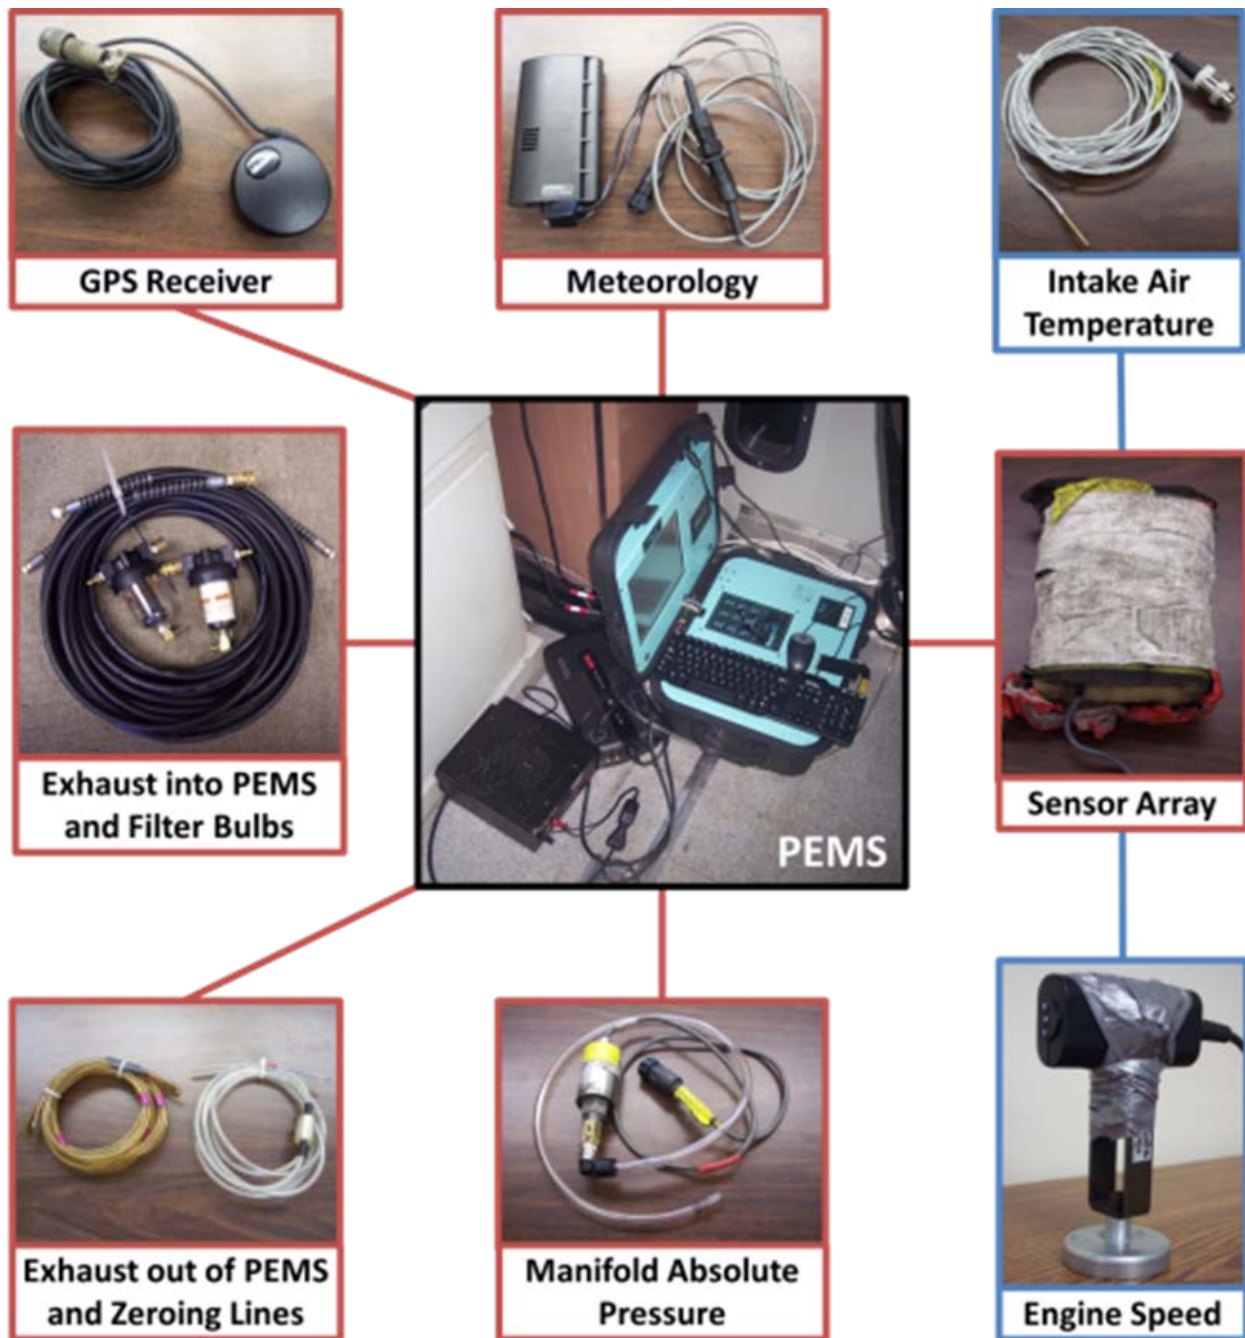 GPS Receiver
Meteorology
Intake Air
Temperature
Exhaust into PEMS
and Filter Bulbs
PEMS
Sensor Array
Exhaust out of PEMS
and Zeroing Lines
Manifold Absolute
Pressure
Engine Speed